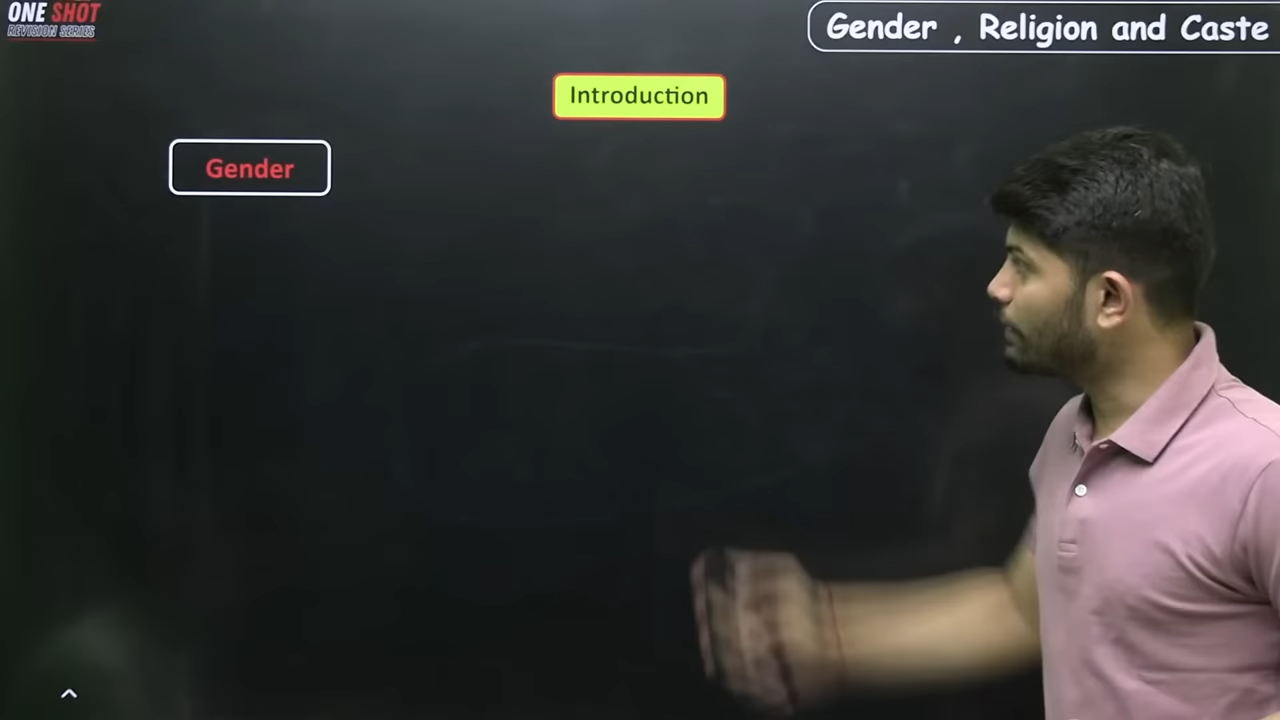 ONE SHOT
REVISION SERIES
Gender , Religion and Caste
Introduction
Gender